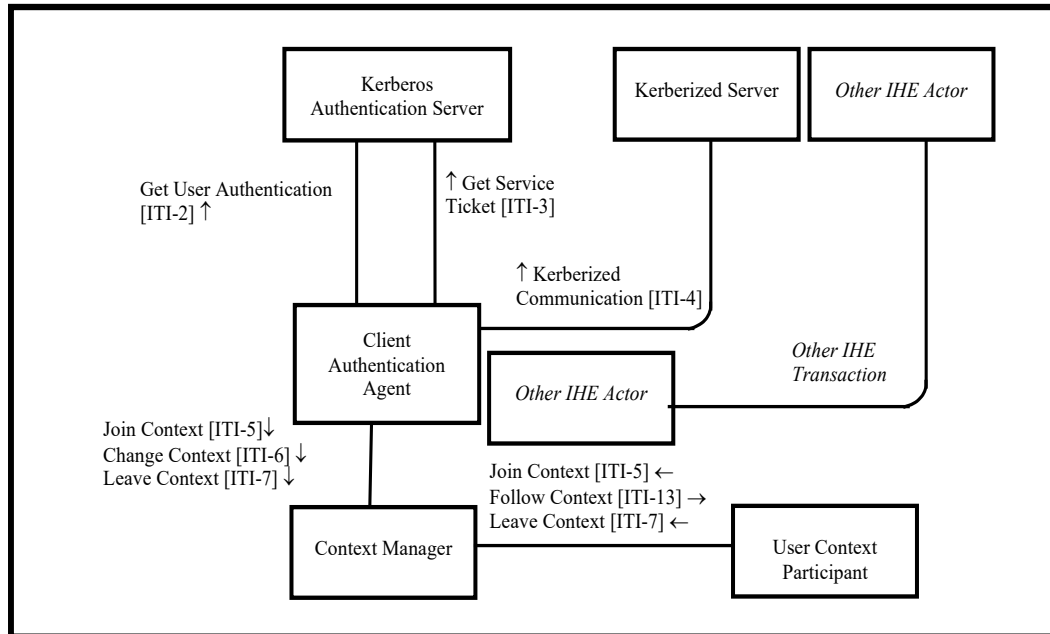 Kerberos
Authentication Server
Kerberized Server
Other IHE Actor
Get User Authentication
[ITI-2] ↑
↑ Get Service
Ticket [ITI-3]
↑ Kerberized
Communication [ITI-4]
Client
Authentication
Agent
Other IHE Actor
Other IHE
Transaction
Join Context [ITI-5]↓
Change Context [ITI-6] ↓
Leave Context [ITI-7] ↓
Join Context [ITI-5] ←
Follow Context [ITI-13] →
Leave Context [ITI-7] ←
Context Manager
User Context
Participant